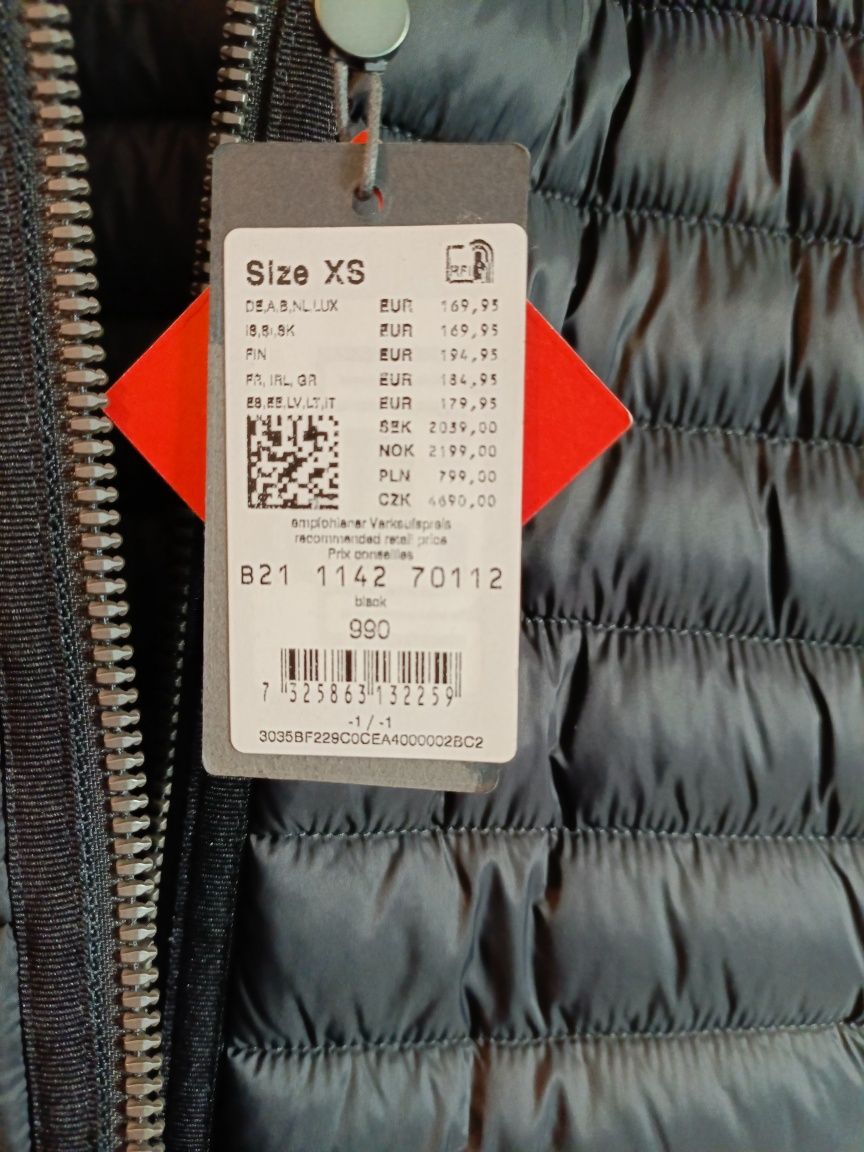 Size XS
RFID
DE,A,B,NL,LUX EUR 169,95
IS,SI,SK EUR 169,95
FIN EUR 194,95
FR, IRL, GR EUR 184,95
ES,EE,LV,LT,IT EUR 179,95
SEK 2039,00
NOK 2199,00
PLN 799,00
CZK 4690,00
empfohlener Verkaufspreis
recommended retail price
Prix conseilles
B21 1142 70112
black
990
7 325863 132259
-1 / -1
3035BF229C0CEA4000002BC2